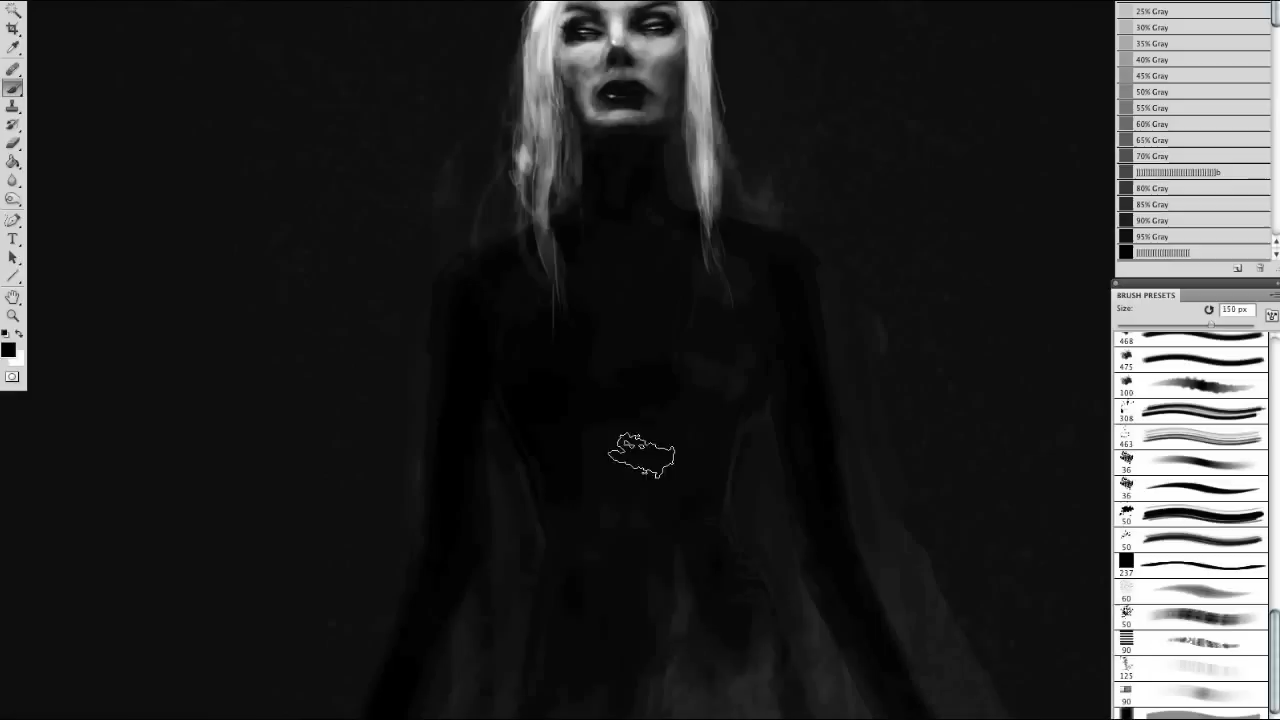 25% Gray
30% Gray
35% Gray
40% Gray
45% Gray
50% Gray
55% Gray
60% Gray
65% Gray
70% Gray
80% Gray
85% Gray
90% Gray
95% Gray
BRUSH PRESETS
Size:
150 px
468
475
100
308
463
36
36
50
50
237
60
50
90
125
90